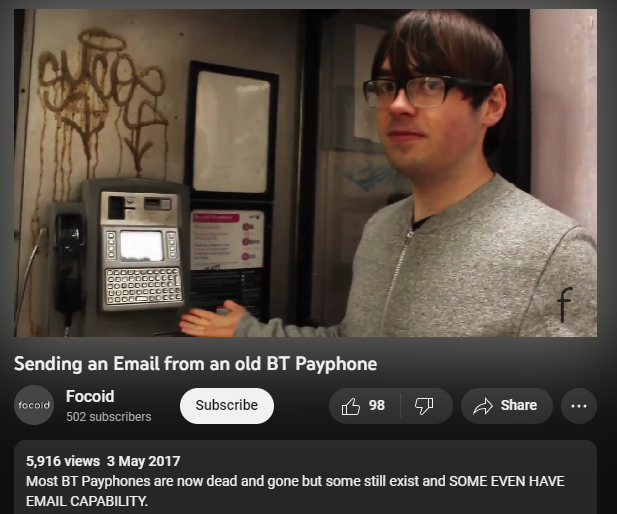 f
Sending an Email from an old BT Payphone
focoid
Focoid
502 subscribers
Subscribe
98
Share
5,916 views 3 May 2017
Most BT Payphones are now dead and gone but some still exist and SOME EVEN HAVE
EMAIL CAPABILITY.